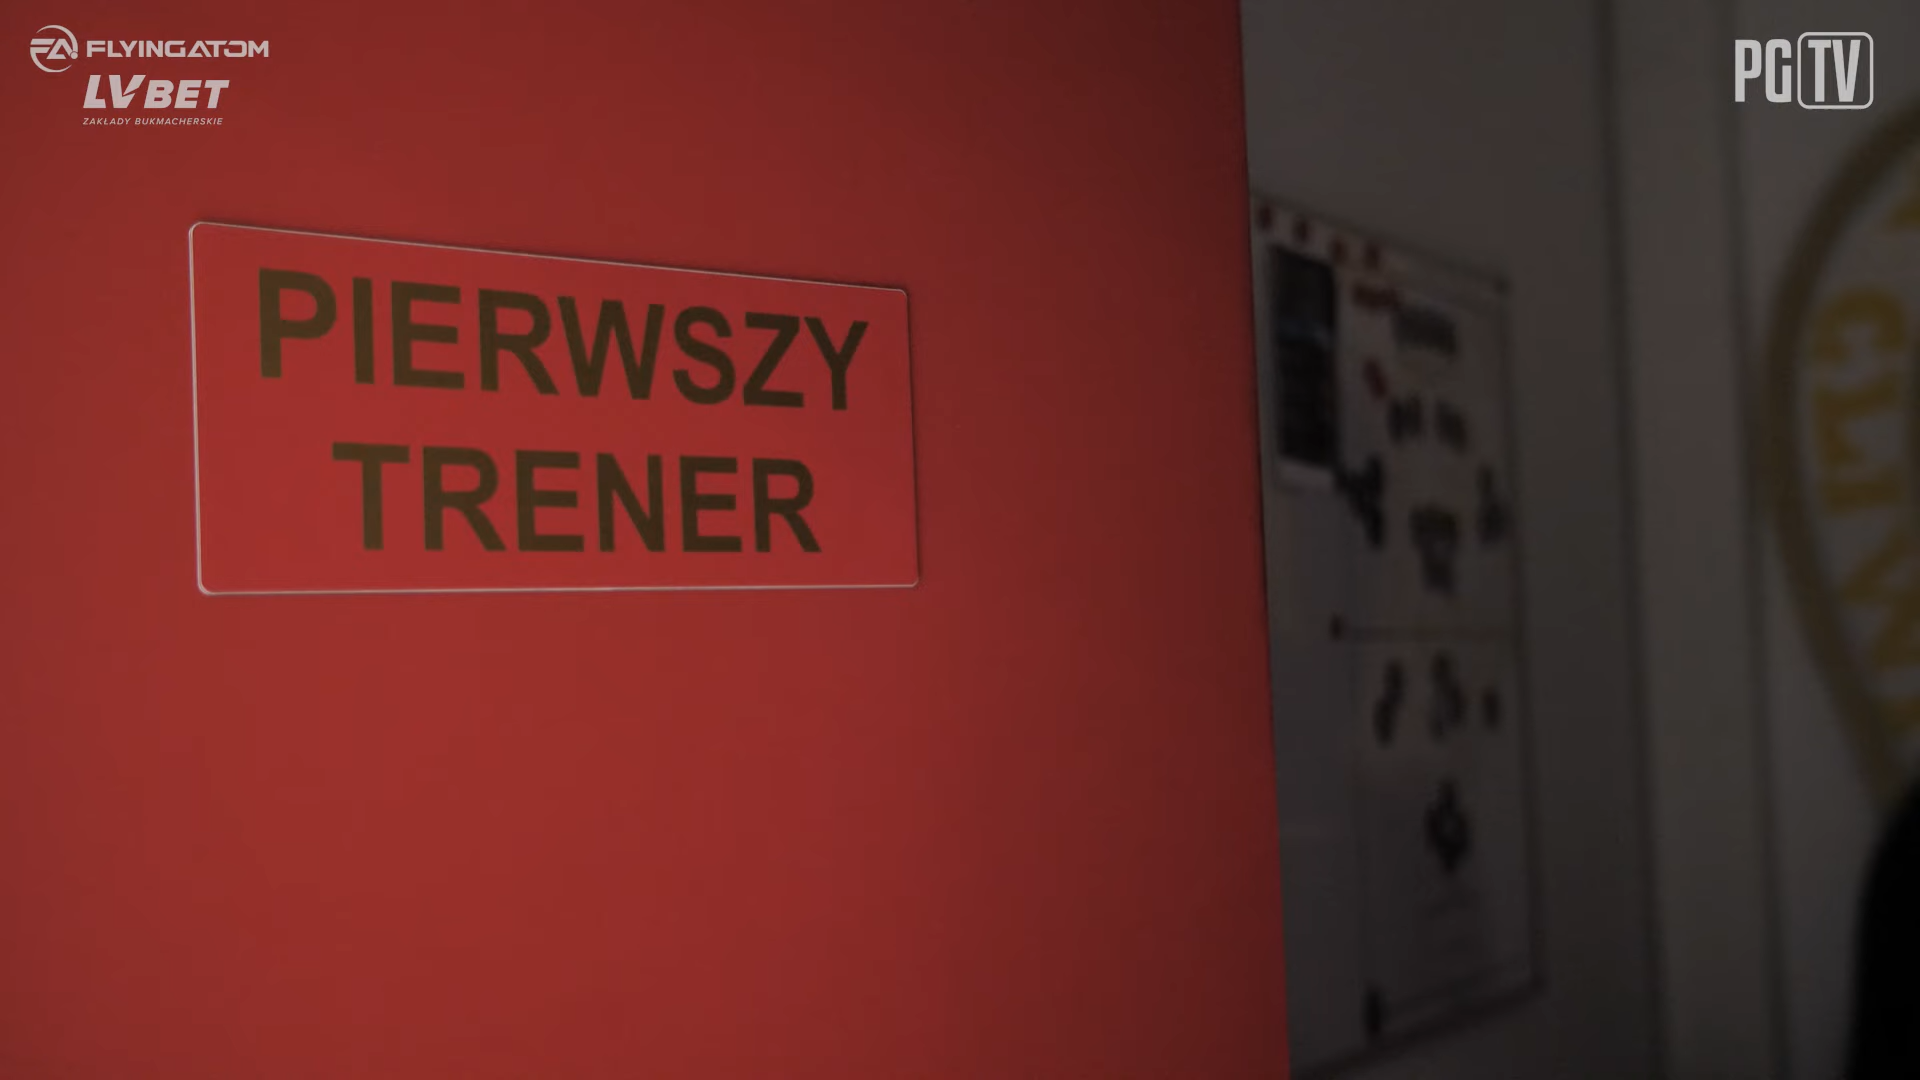 FLYINGATOM
LVBET
ZAKŁADY BUKMACHERSKIE
PGTV
PIERWSZY
TRENER